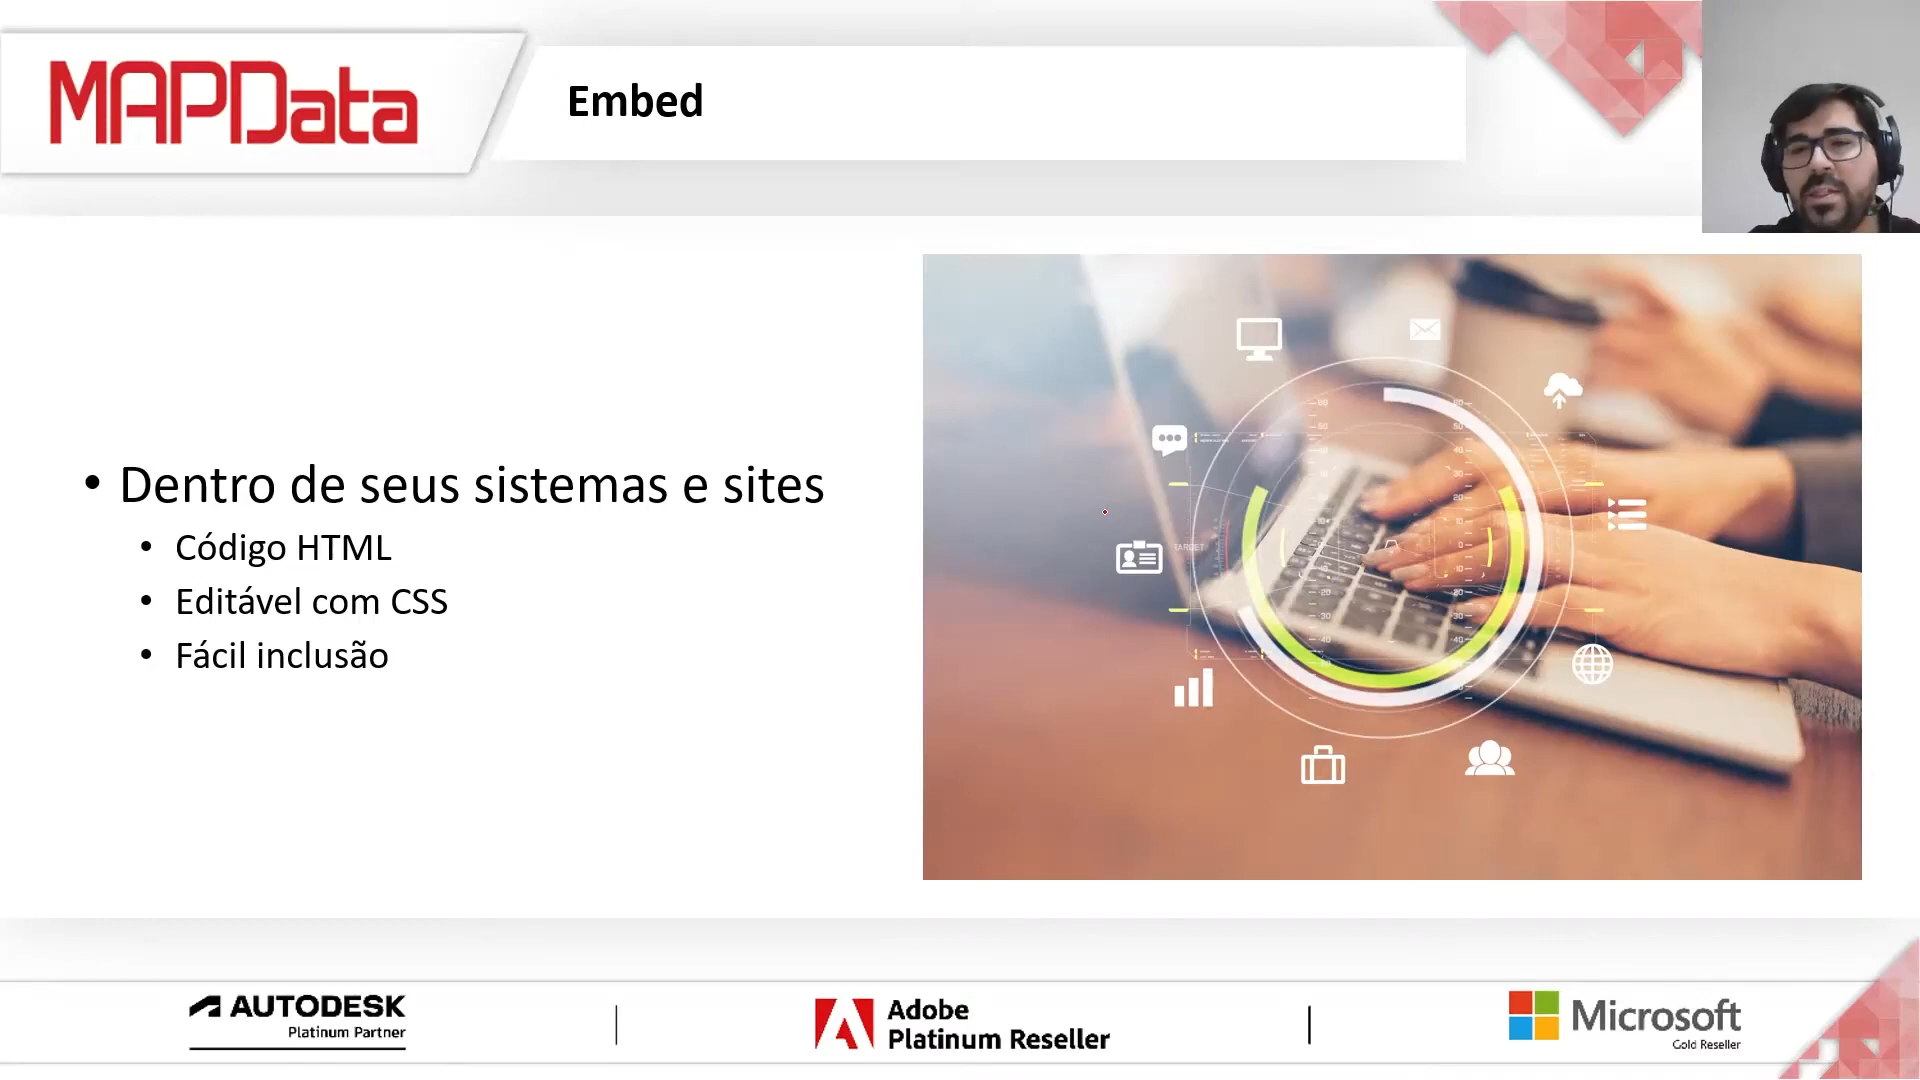 MAPData
Embed
• Dentro de seus sistemas e sites
• Código HTML
• Editável com CSS
• Fácil inclusão
TARGET
AUTODESK
Platinum Partner
Adobe
Platinum Reseller
Microsoft
Gold Reseller